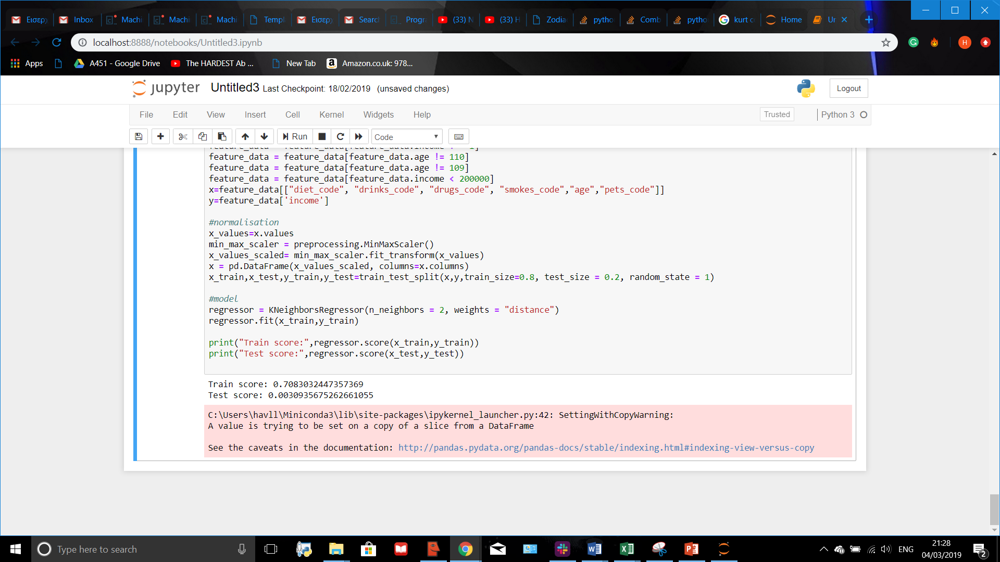 Εισερχ
Inbox
Machi
Machi
Machi
Templ
Εισερχ
Search
Progra
(33) N
(33) H
Zodia
pytho
Comb
pytho
kurt co
Home
Un
localhost:8888/notebooks/Untitled3.ipynb
H
Apps
A451 - Google Drive
The HARDEST Ab ...
New Tab
Amazon.co.uk: 978...
jupyter Untitled3 Last Checkpoint: 18/02/2019 (unsaved changes)
Logout
File Edit View Insert Cell Kernel Widgets Help
Trusted
Python 3
Run
Code
feature_data = feature_data[feature_data.age != 110]
feature_data = feature_data[feature_data.age != 109]
feature_data = feature_data[feature_data.income < 200000]
x=feature_data[["diet_code", "drinks_code", "drugs_code", "smokes_code","age","pets_code"]]
y=feature_data['income']
#normalisation
x_values=x.values
min_max_scaler = preprocessing.MinMaxScaler()
x_values_scaled= min_max_scaler.fit_transform(x_values)
x = pd.DataFrame(x_values_scaled, columns=x.columns)
x_train,x_test,y_train,y_test=train_test_split(x,y,train_size=0.8, test_size = 0.2, random_state = 1)
#model
regressor = KNeighborsRegressor(n_neighbors = 2, weights = "distance")
regressor.fit(x_train,y_train)
print("Train score:",regressor.score(x_train,y_train))
print("Test score:",regressor.score(x_test,y_test))
Train score: 0.7083032447357369
Test score: 0.0030935675262661055
C:\Users\havll\Miniconda3\lib\site-packages\ipykernel_launcher.py:42: SettingWithCopyWarning:
A value is trying to be set on a copy of a slice from a DataFrame
See the caveats in the documentation: http://pandas.pydata.org/pandas-docs/stable/indexing.html#indexing-view-versus-copy
Type here to search
ENG
21:28
04/03/2019
2